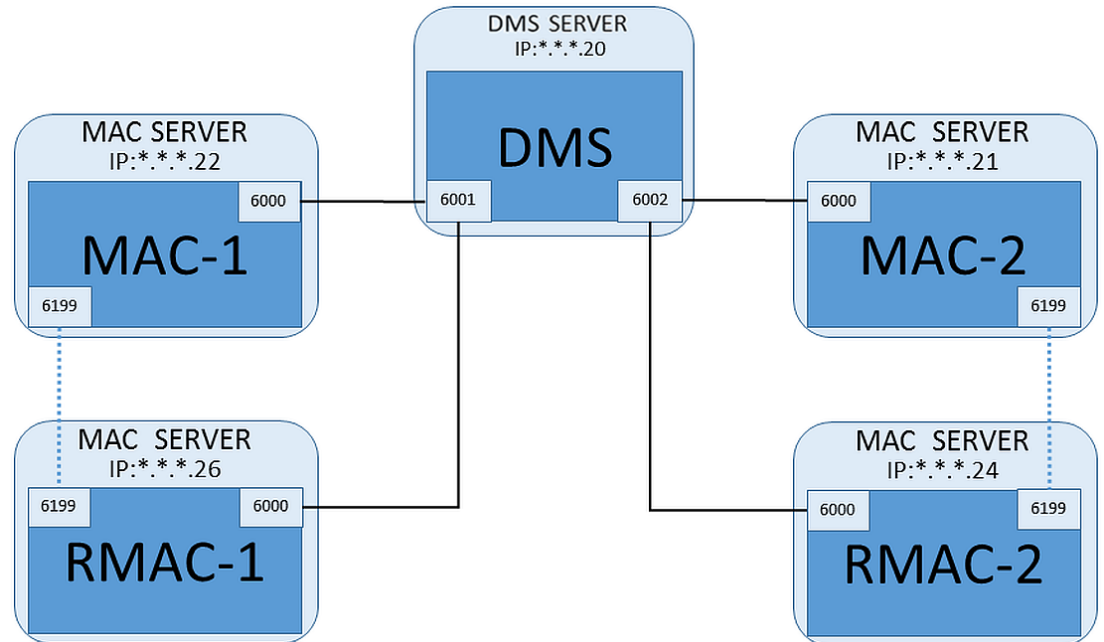 DMS SERVER
IP:*.*.*.20
DMS
6001
6002
MAC SERVER
IP:*.*.*.22
6000
MAC-1
6199
MAC SERVER
IP:*.*.*.21
6000
MAC-2
6199
MAC SERVER
IP:*.*.*.26
6199
6000
RMAC-1
MAC SERVER
IP:*.*.*.24
6000
6199
RMAC-2